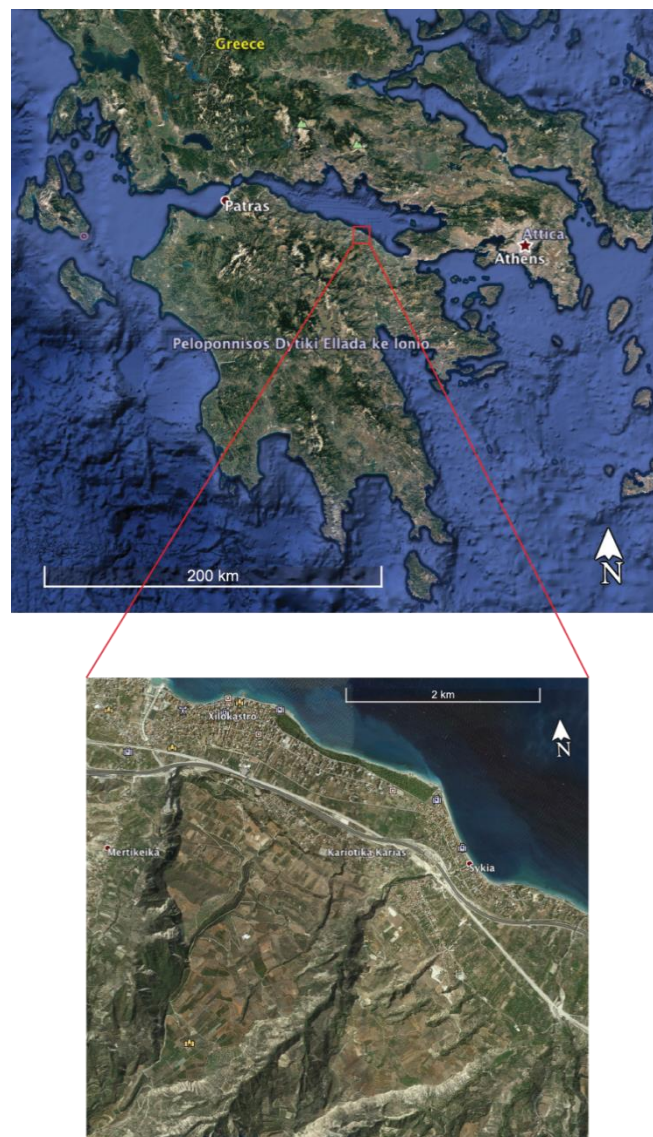 Greece
Patras
Attica
Athens
Peloponnisos Dytiki Ellada ke Ionio
200 km
N
2 km
Xilokastro
N
Mertikeika
Kariotika Karias
Sykia